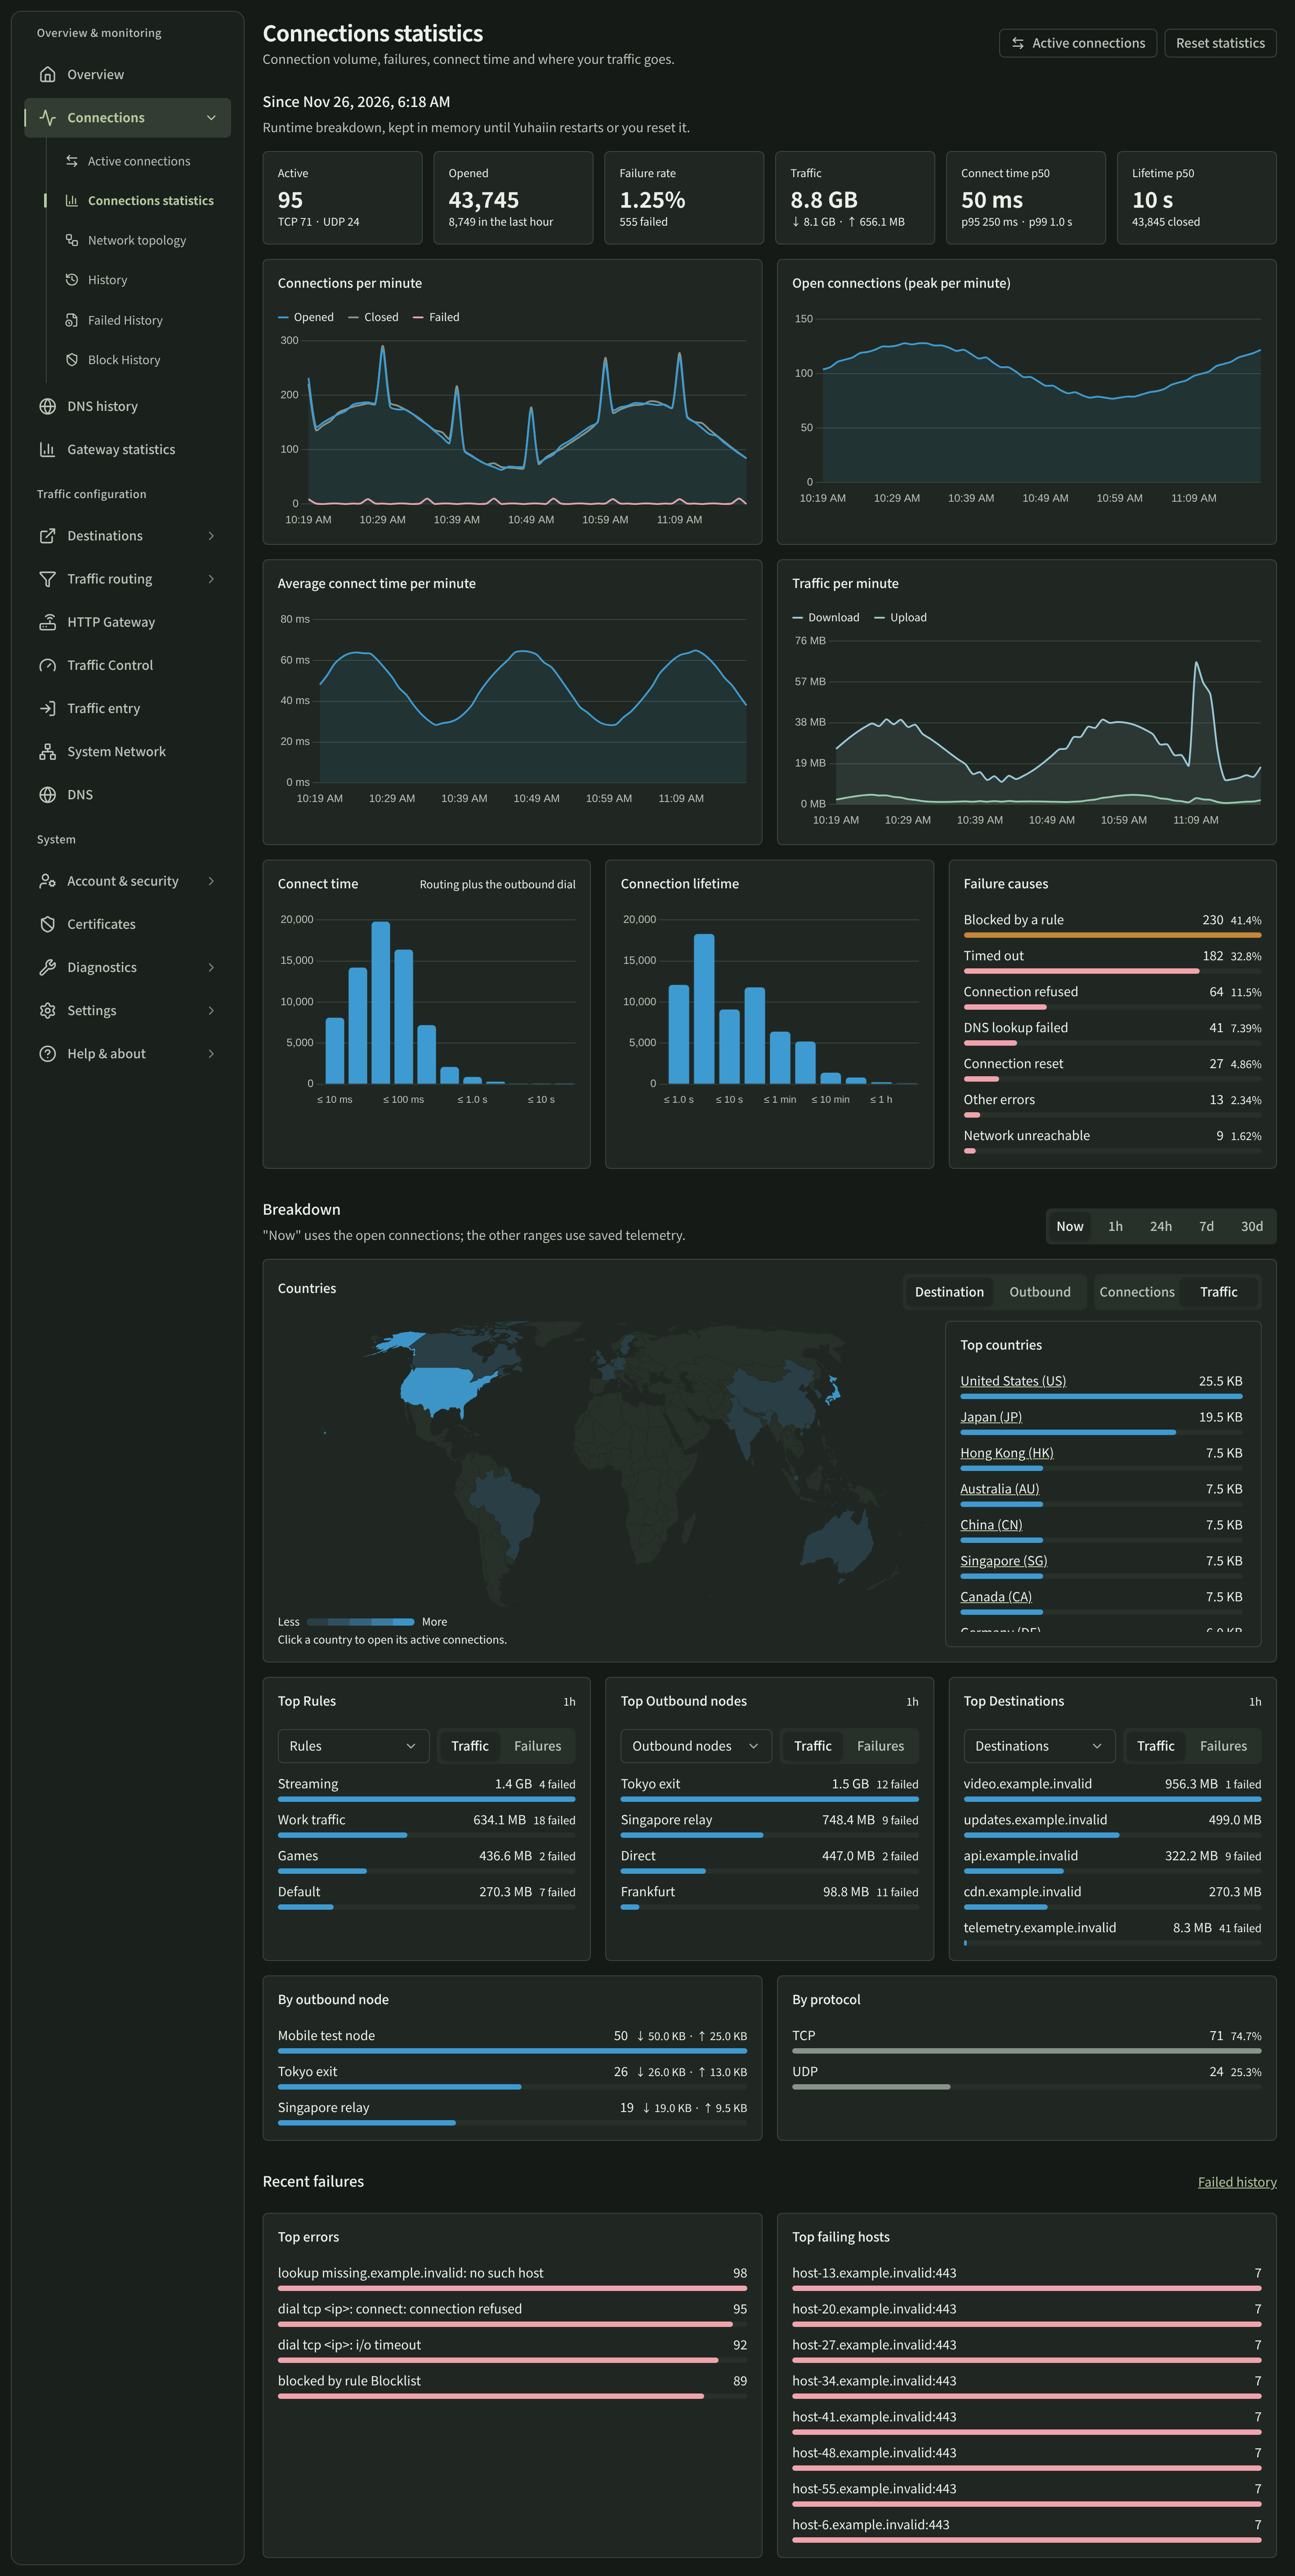 Overview & monitoring
Overview
Connections
Active connections
Connections statistics
Network topology
History
Failed History
Block History
DNS history
Gateway statistics
Traffic configuration
Destinations
Traffic routing
HTTP Gateway
Traffic Control
Traffic entry
System Network
DNS
System
Account & security
Certificates
Diagnostics
Settings
Help & about
Connections statistics
Connection volume, failures, connect time and where your traffic goes.
Active connections
Reset statistics
Since Nov 26, 2026, 6:18 AM
Runtime breakdown, kept in memory until Yuhaiin restarts or you reset it.
Active
95
TCP 71 · UDP 24
Opened
43,745
8,749 in the last hour
Failure rate
1.25%
555 failed
Traffic
8.8 GB
↓ 8.1 GB · ↑ 656.1 MB
Connect time p50
50 ms
p95 250 ms · p99 1.0 s
Lifetime p50
10 s
43,845 closed
Connections per minute
Opened Closed Failed
300
200
100
0
10:19 AM 10:29 AM 10:39 AM 10:49 AM 10:59 AM 11:09 AM
Open connections (peak per minute)
150
100
50
0
10:19 AM 10:29 AM 10:39 AM 10:49 AM 10:59 AM 11:09 AM
Average connect time per minute
80 ms
60 ms
40 ms
20 ms
0 ms
10:19 AM 10:29 AM 10:39 AM 10:49 AM 10:59 AM 11:09 AM
Traffic per minute
Download Upload
76 MB
57 MB
38 MB
19 MB
0 MB
10:19 AM 10:29 AM 10:39 AM 10:49 AM 10:59 AM 11:09 AM
Connect time Routing plus the outbound dial
20,000
15,000
10,000
5,000
0
≤ 10 ms ≤ 100 ms ≤ 1.0 s ≤ 10 s
Connection lifetime
20,000
15,000
10,000
5,000
0
≤ 1.0 s ≤ 10 s ≤ 1 min ≤ 10 min ≤ 1 h
Failure causes
Blocked by a rule 230 41.4%
Timed out 182 32.8%
Connection refused 64 11.5%
DNS lookup failed 41 7.39%
Connection reset 27 4.86%
Other errors 13 2.34%
Network unreachable 9 1.62%
Breakdown
"Now" uses the open connections; the other ranges use saved telemetry.
Now 1h 24h 7d 30d
Countries
Destination Outbound Connections Traffic
Less More
Click a country to open its active connections.
Top countries
United States (US) 25.5 KB
Japan (JP) 19.5 KB
Hong Kong (HK) 7.5 KB
Australia (AU) 7.5 KB
China (CN) 7.5 KB
Singapore (SG) 7.5 KB
Canada (CA) 7.5 KB
Germany (DE) 6.0 KB
Top Rules 1h
Rules Traffic Failures
Streaming 1.4 GB 4 failed
Work traffic 634.1 MB 18 failed
Games 436.6 MB 2 failed
Default 270.3 MB 7 failed
Top Outbound nodes 1h
Outbound nodes Traffic Failures
Tokyo exit 1.5 GB 12 failed
Singapore relay 748.4 MB 9 failed
Direct 447.0 MB 2 failed
Frankfurt 98.8 MB 11 failed
Top Destinations 1h
Destinations Traffic Failures
video.example.invalid 956.3 MB 1 failed
updates.example.invalid 499.0 MB
api.example.invalid 322.2 MB 9 failed
cdn.example.invalid 270.3 MB
telemetry.example.invalid 8.3 MB 41 failed
By outbound node
Mobile test node 50 ↓ 50.0 KB · ↑ 25.0 KB
Tokyo exit 26 ↓ 26.0 KB · ↑ 13.0 KB
Singapore relay 19 ↓ 19.0 KB · ↑ 9.5 KB
By protocol
TCP 71 74.7%
UDP 24 25.3%
Recent failures
Failed history
Top errors
lookup missing.example.invalid: no such host 98
dial tcp <ip>: connect: connection refused 95
dial tcp <ip>: i/o timeout 92
blocked by rule Blocklist 89
Top failing hosts
host-13.example.invalid:443 7
host-20.example.invalid:443 7
host-27.example.invalid:443 7
host-34.example.invalid:443 7
host-41.example.invalid:443 7
host-48.example.invalid:443 7
host-55.example.invalid:443 7
host-6.example.invalid:443 7